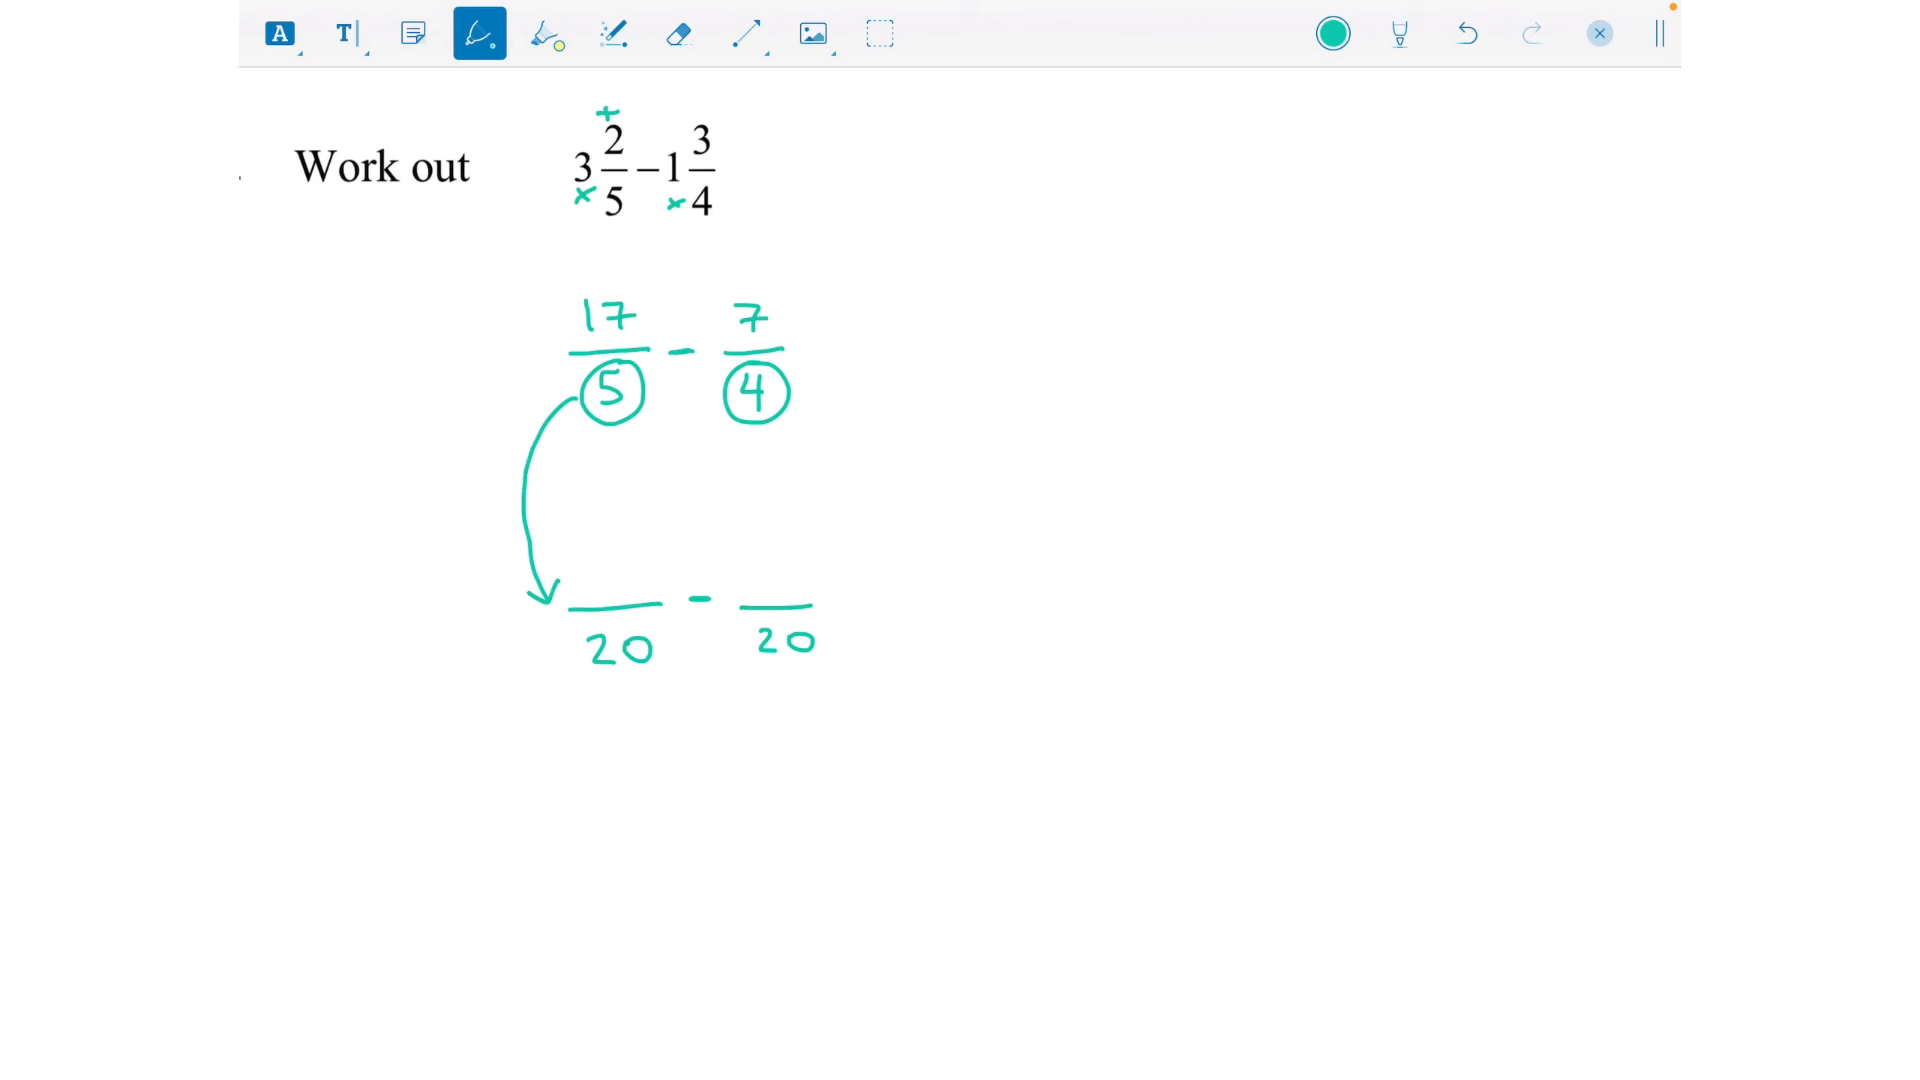 A T
Work out 3 2/5 − 1 3/4
+
× ×
17/5 - 7/4
/20 - /20